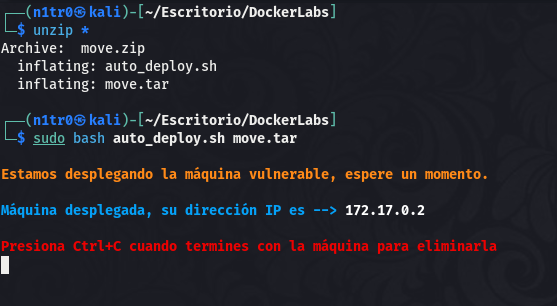 ┌──(n1tr0㉿kali)-[~/Escritorio/DockerLabs]
└─$ unzip *
Archive:  move.zip
  inflating: auto_deploy.sh
  inflating: move.tar
┌──(n1tr0㉿kali)-[~/Escritorio/DockerLabs]
└─$ sudo bash auto_deploy.sh move.tar
Estamos desplegando la máquina vulnerable, espere un momento.
Máquina desplegada, su dirección IP es --> 172.17.0.2
Presiona Ctrl+C cuando termines con la máquina para eliminarla